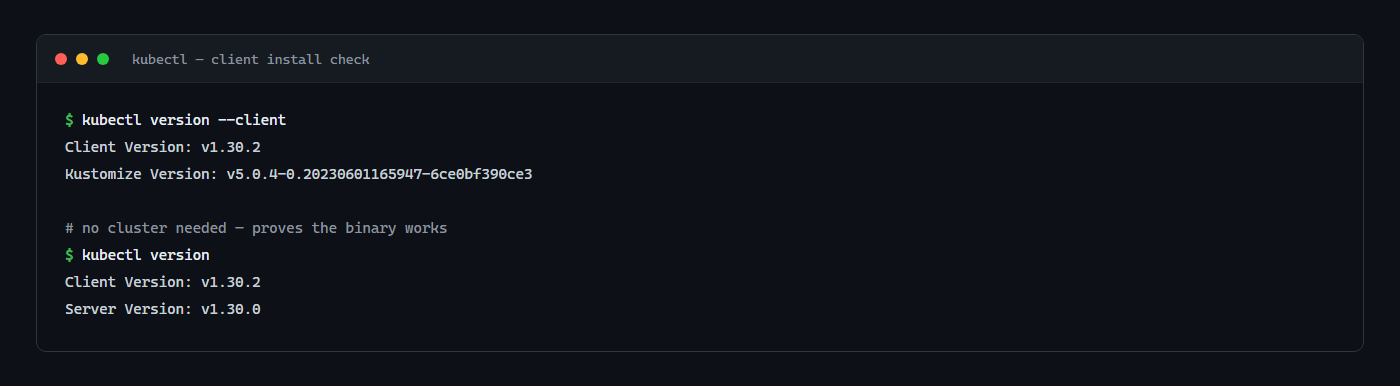 kubectl — client install check
$ kubectl version --client
Client Version: v1.30.2
Kustomize Version: v5.0.4-0.20230601165947-6ce0bf390ce3
# no cluster needed — proves the binary works
$ kubectl version
Client Version: v1.30.2
Server Version: v1.30.0